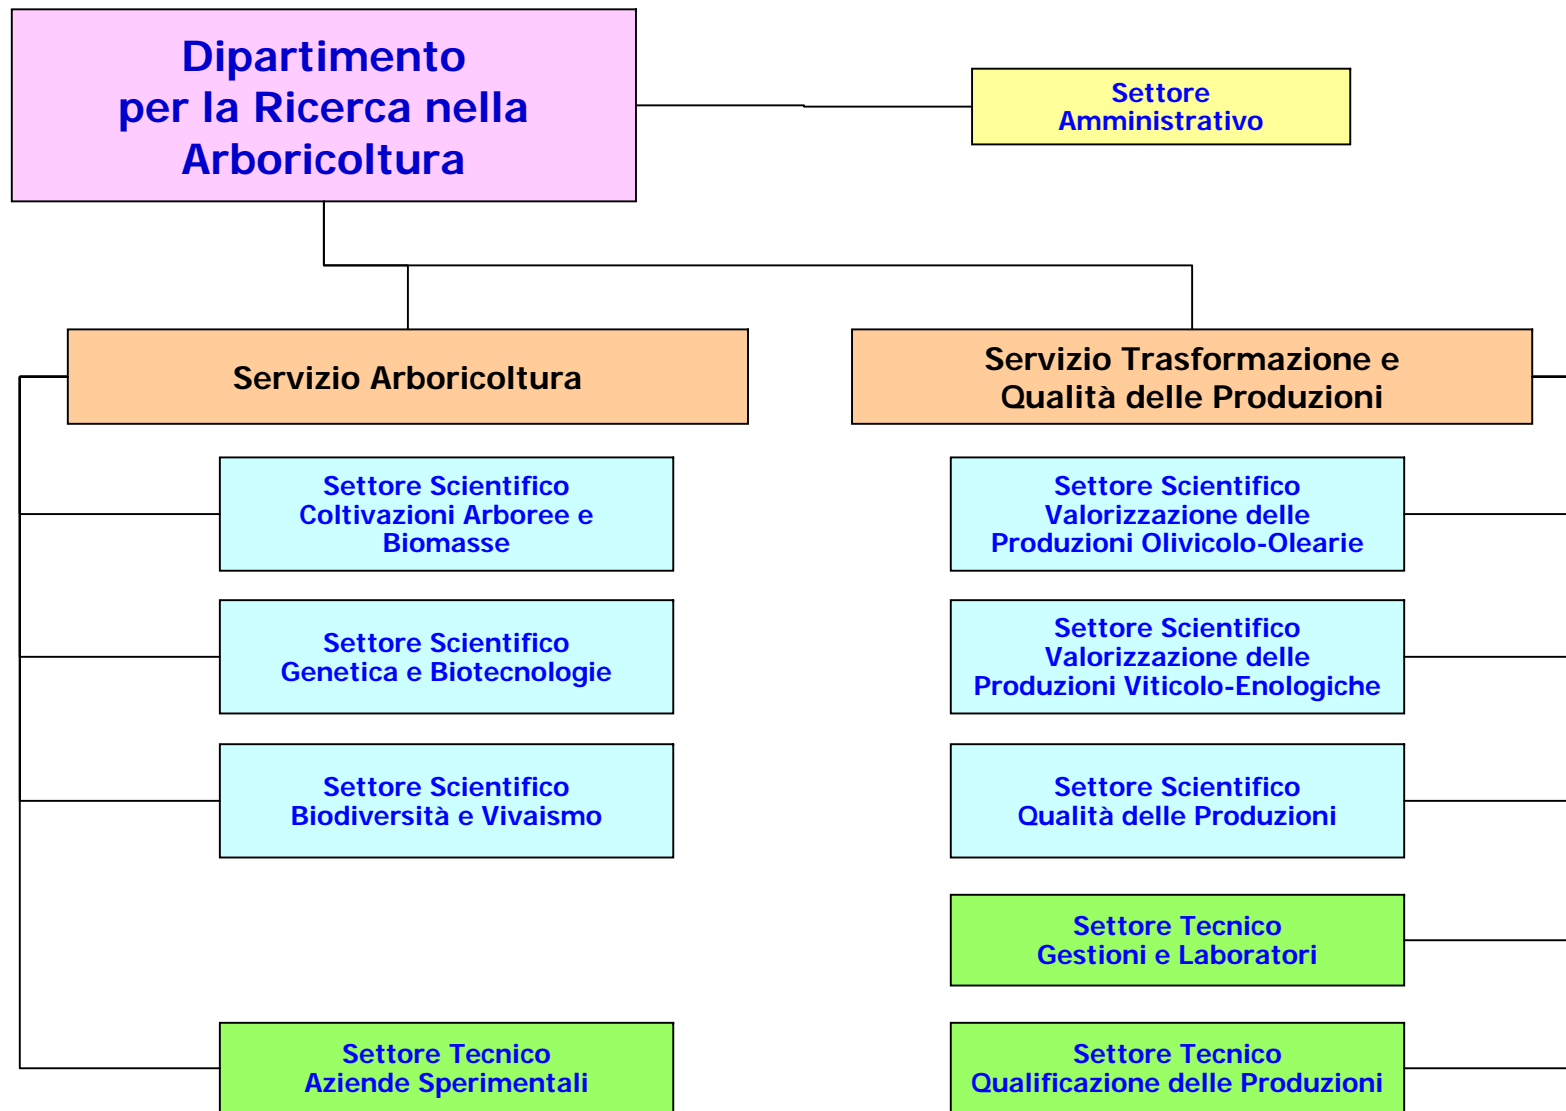 Dipartimento
per la Ricerca nella
Arboricoltura
Settore
Amministrativo
Servizio Arboricoltura
Servizio Trasformazione e
Qualità delle Produzioni
Settore Scientifico
Coltivazioni Arboree e
Biomasse
Settore Scientifico
Valorizzazione delle
Produzioni Olivicolo-Olearie
Settore Scientifico
Genetica e Biotecnologie
Settore Scientifico
Valorizzazione delle
Produzioni Viticolo-Enologiche
Settore Scientifico
Biodiversità e Vivaismo
Settore Scientifico
Qualità delle Produzioni
Settore Tecnico
Gestioni e Laboratori
Settore Tecnico
Aziende Sperimentali
Settore Tecnico
Qualificazione delle Produzioni